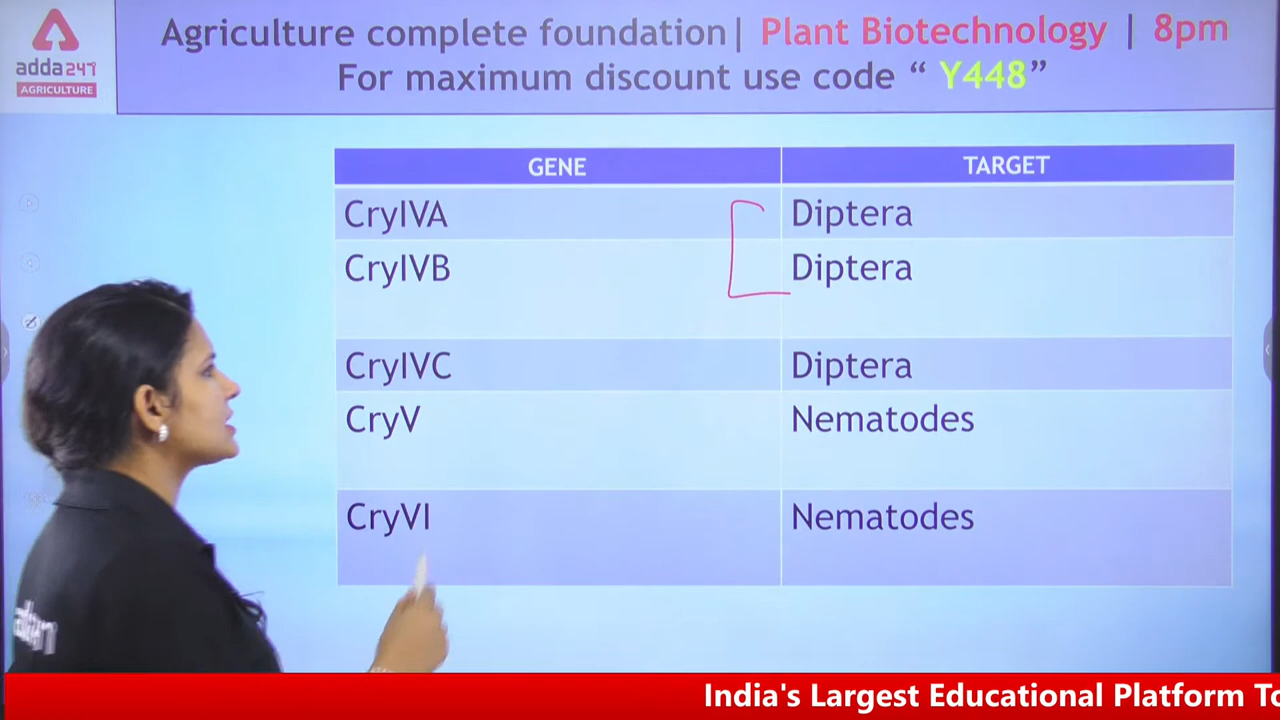 Agriculture complete foundation| Plant Biotechnology | 8pm
For maximum discount use code “ Y448”
adda247
AGRICULTURE
GENE TARGET
CryIVA Diptera
CryIVB Diptera
CryIVC Diptera
CryV Nematodes
CryVI Nematodes
India's Largest Educational Platform To